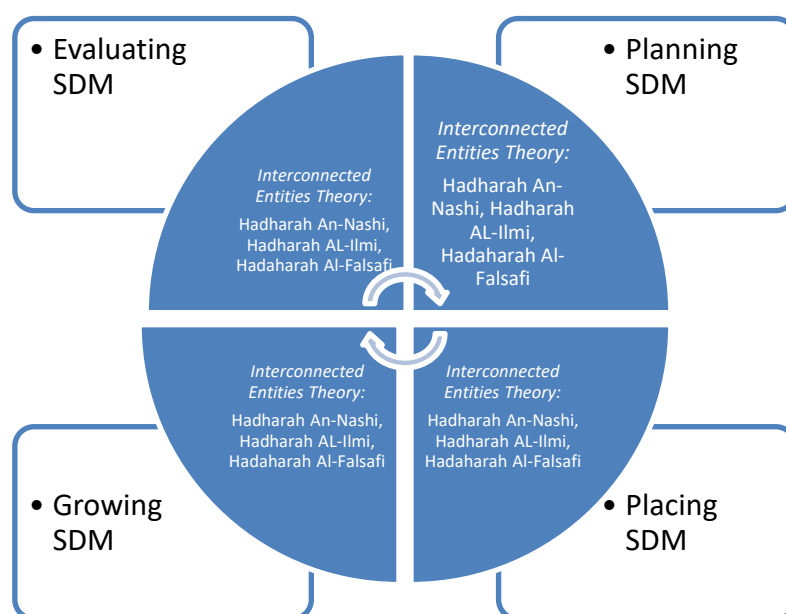 • Evaluating
SDM
• Planning
SDM
Interconnected
Entities Theory:
Hadharah An-Nashi,
Hadharah AL-Ilmi,
Hadaharah Al-Falsafi
Interconnected
Entities Theory:
Hadharah An-
Nashi, Hadharah
AL-Ilmi,
Hadaharah Al-
Falsafi
Interconnected
Entities Theory:
Hadharah An-Nashi,
Hadharah AL-Ilmi,
Hadaharah Al-Falsafi
Interconnected
Entities Theory:
Hadharah An-Nashi,
Hadharah AL-Ilmi,
Hadaharah Al-Falsafi
• Growing
SDM
• Placing
SDM